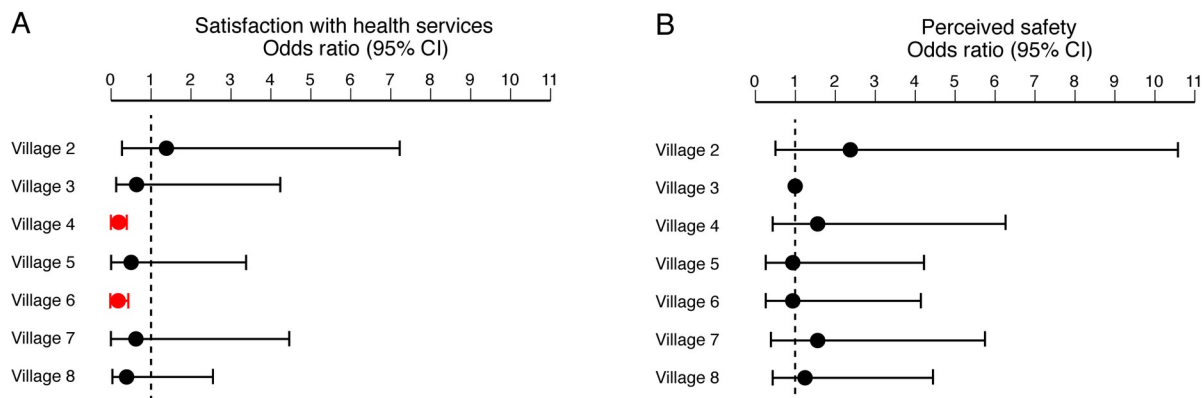 A
Satisfaction with health services
Odds ratio (95% CI)
0 1 2 3 4 5 6 7 8 9 10 11
Village 2
Village 3
Village 4
Village 5
Village 6
Village 7
Village 8
B
Perceived safety
Odds ratio (95% CI)
0 1 2 3 4 5 6 7 8 9 10 11
Village 2
Village 3
Village 4
Village 5
Village 6
Village 7
Village 8